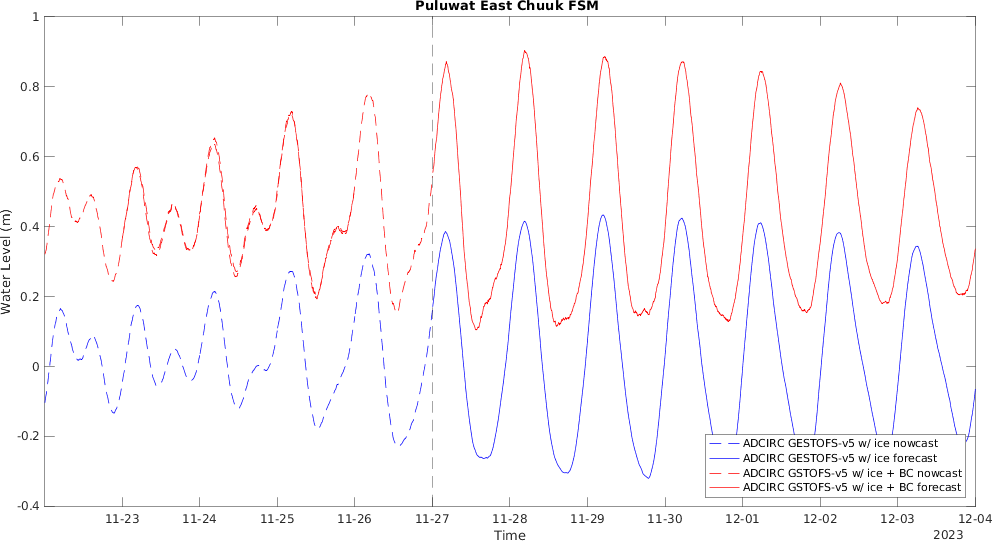 Puluwat East Chuuk FSM
1
0.8
0.6
0.4
0.2
0
-0.2
-0.4
Water Level (m)
ADCIRC GESTOFS-v5 w/ ice nowcast
ADCIRC GESTOFS-v5 w/ ice forecast
ADCIRC GSTOFS-v5 w/ ice + BC nowcast
ADCIRC GSTOFS-v5 w/ ice + BC forecast
11-23 11-24 11-25 11-26 11-27 11-28 11-29 11-30 12-01 12-02 12-03 12-04
Time
2023